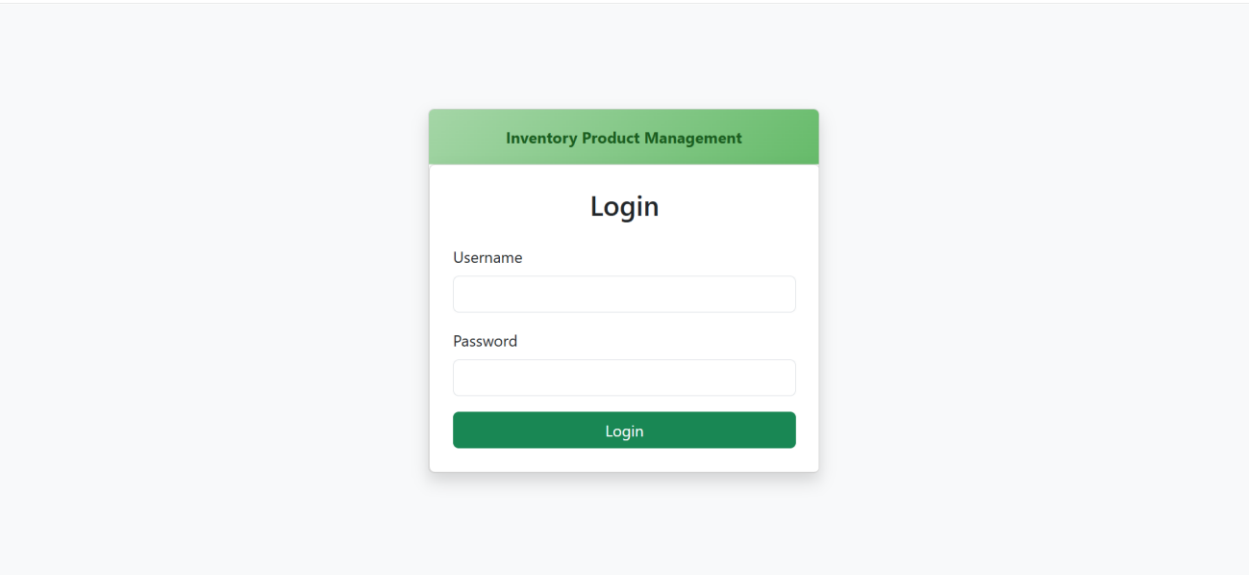 Inventory Product Management
Login
Username
Password
Login